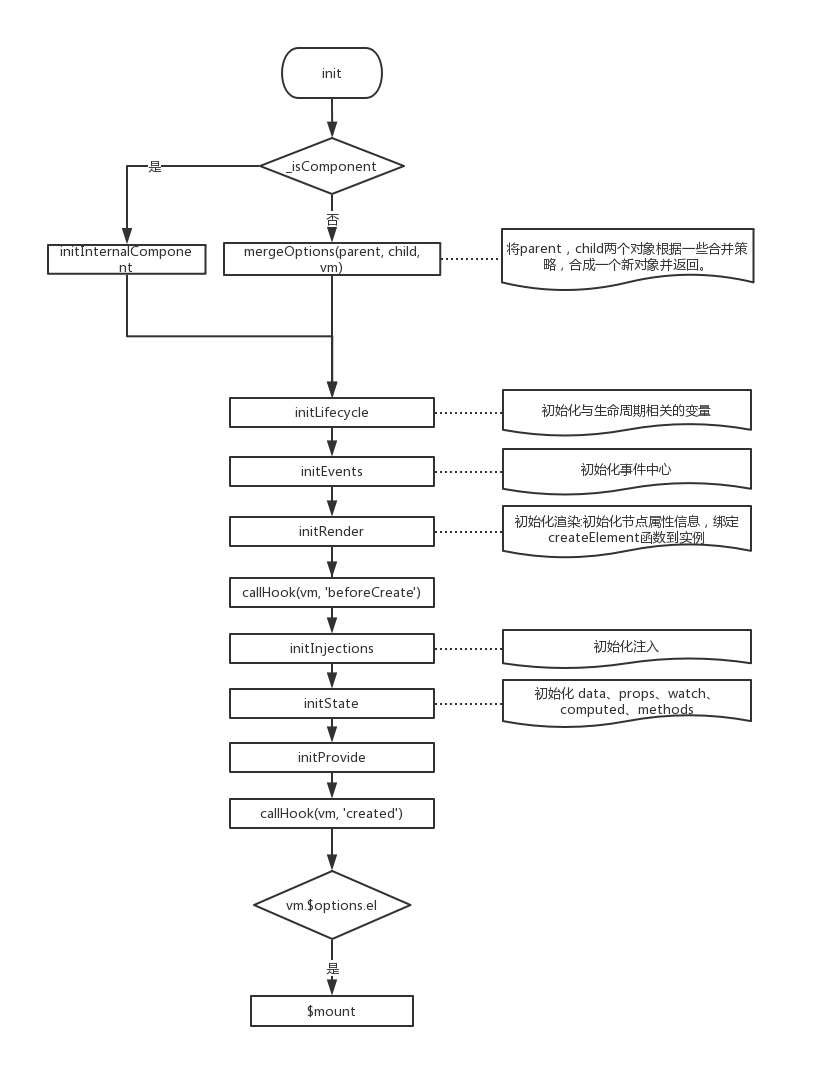 init
_isComponent
是
否
initInternalCompone
nt
mergeOptions(parent, child,
vm)
将parent，child两个对象根据一些合并策
略，合成一个新对象并返回。
initLifecycle
初始化与生命周期相关的变量
initEvents
初始化事件中心
initRender
初始化渲染:初始化节点属性信息，绑定
createElement函数到实例
callHook(vm, 'beforeCreate')
initInjections
初始化注入
initState
初始化 data、props、watch、
computed、methods
initProvide
callHook(vm, 'created')
vm.$options.el
是
$mount